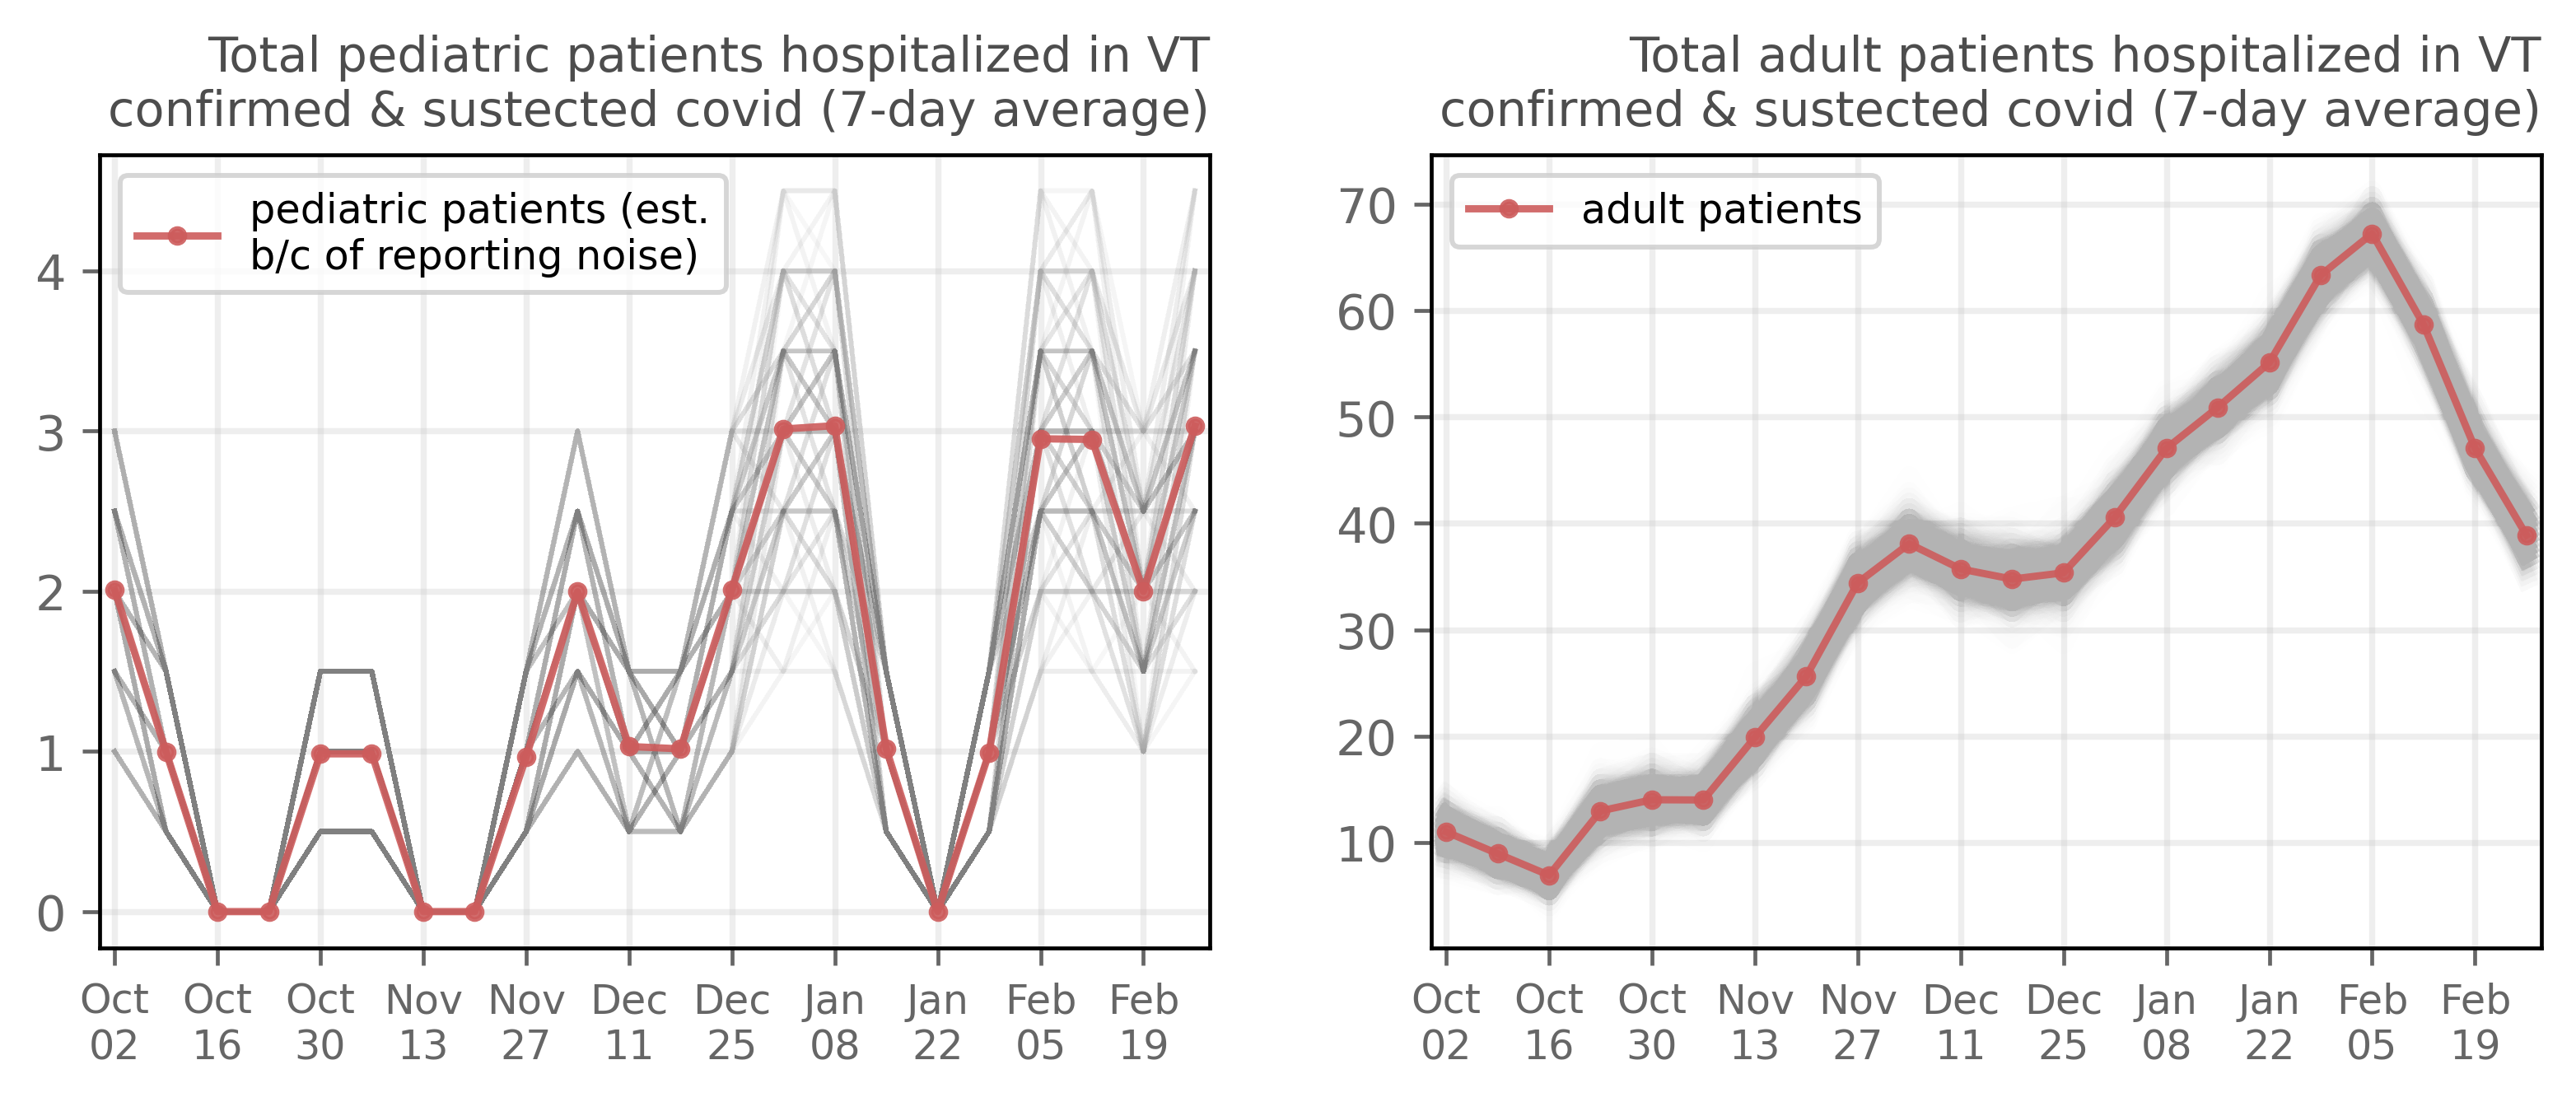 Total pediatric patients hospitalized in VT
confirmed & sustected covid (7-day average)
pediatric patients (est.
b/c of reporting noise)
4
3
2
1
0
Oct Oct Oct Nov Nov Dec Dec Jan Jan Feb Feb
02 16 30 13 27 11 25 08 22 05 19
Total adult patients hospitalized in VT
confirmed & sustected covid (7-day average)
adult patients
70
60
50
40
30
20
10
Oct Oct Oct Nov Nov Dec Dec Jan Jan Feb Feb
02 16 30 13 27 11 25 08 22 05 19